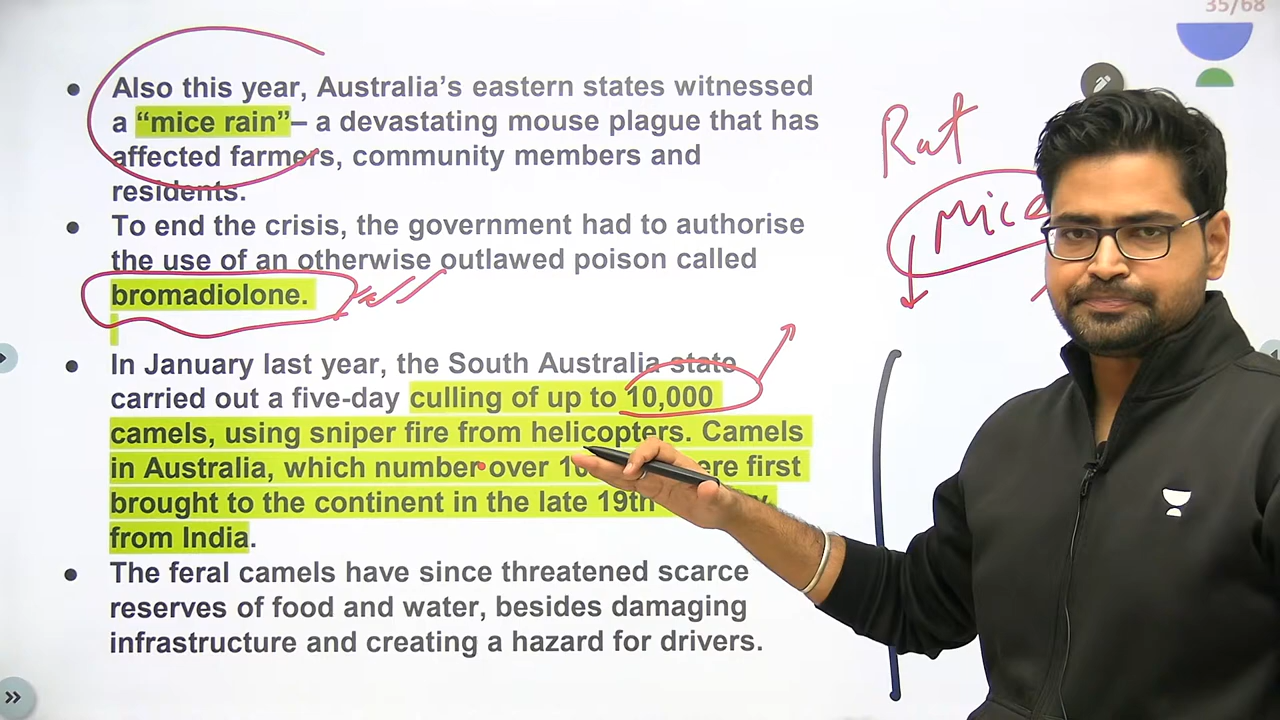 35/68
• Also this year, Australia’s eastern states witnessed
a “mice rain”– a devastating mouse plague that has
affected farmers, community members and
residents.
• To end the crisis, the government had to authorise
the use of an otherwise outlawed poison called
bromadiolone.
• In January last year, the South Australia state
carried out a five-day culling of up to 10,000
camels, using sniper fire from helicopters. Camels
in Australia, which number over first
brought to the continent in the late 19th
from India.
• The feral camels have since threatened scarce
reserves of food and water, besides damaging
infrastructure and creating a hazard for drivers.
Rat
Mice